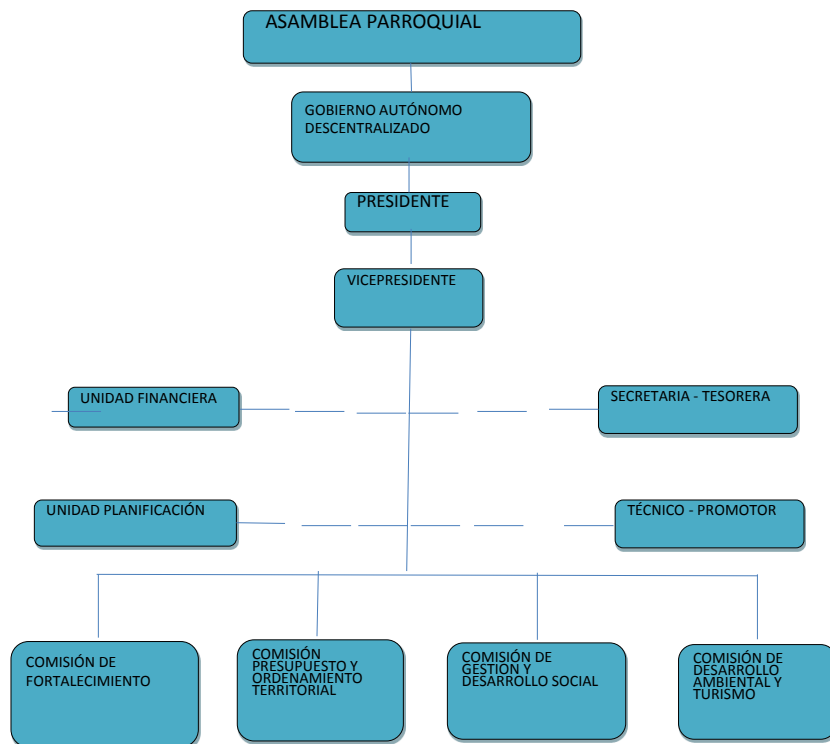 ASAMBLEA PARROQUIAL
GOBIERNO AUTÓNOMO
DESCENTRALIZADO
PRESIDENTE
VICEPRESIDENTE
UNIDAD FINANCIERA
SECRETARIA - TESORERA
UNIDAD PLANIFICACIÓN
TÉCNICO - PROMOTOR
COMISIÓN DE
FORTALECIMIENTO
COMISIÓN
PRESUPUESTO Y
ORDENAMIENTO
TERRITORIAL
COMISIÓN DE
GESTIÓN Y
DESARROLLO SOCIAL
COMISIÓN DE
DESARROLLO
AMBIENTAL Y
TURISMO